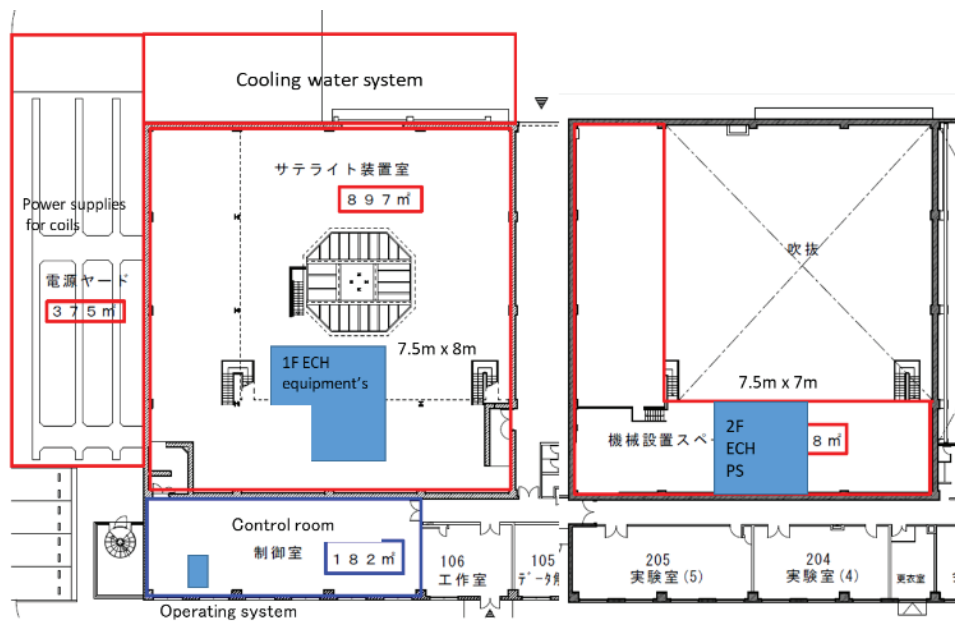 Cooling water system
サテライト装置室
897㎡
Power supplies
for coils
電源ヤード
375㎡
7.5m x 8m
1F ECH
equipment's
吹抜
7.5m x 7m
機械設置スペ
8㎡
2F
ECH
PS
Control room
制御室
182㎡
106
工作室
105
データ
205
実験室(5)
204
実験室(4)
更衣室
Operating system